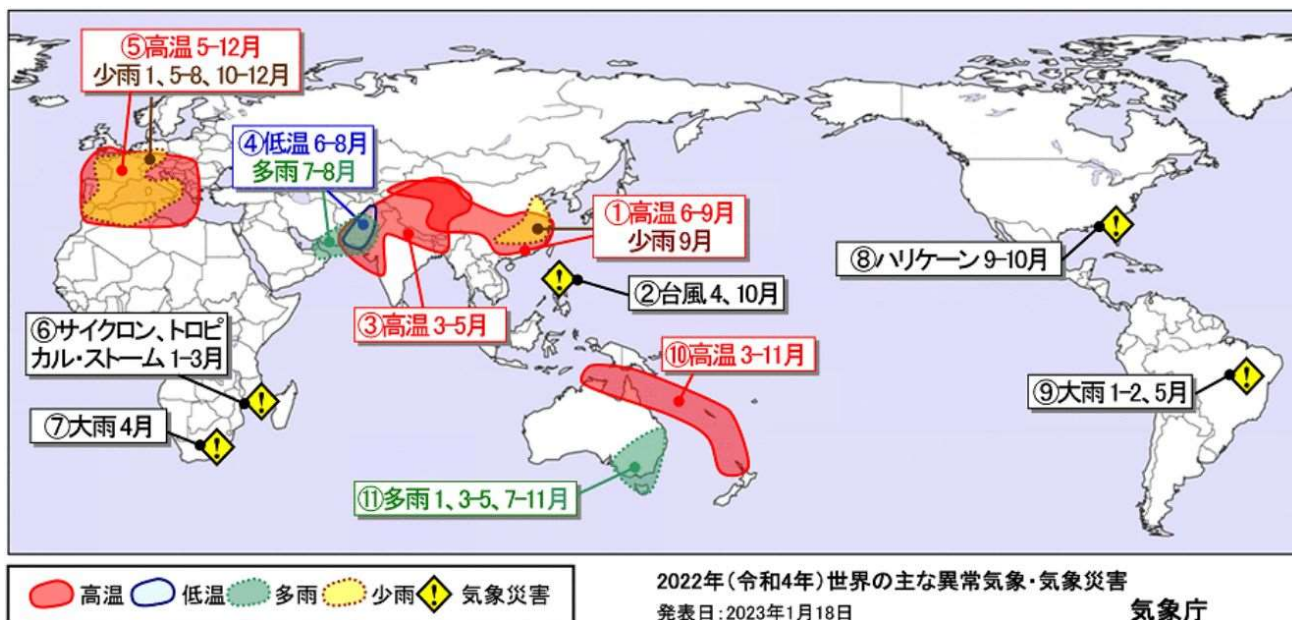 ⑤高温 5-12月
少雨 1、5-8、10-12月
④低温 6-8月
多雨 7-8月
①高温 6-9月
少雨 9月
⑧ハリケーン 9-10月
②台風 4、10月
③高温 3-5月
⑥サイクロン、トロピ
カル・ストーム 1-3月
⑩高温 3-11月
⑨大雨 1-2、5月
⑦大雨 4月
⑪多雨 1、3-5、7-11月
高温 低温 多雨 少雨 気象災害
2022年(令和4年)世界の主な異常気象・気象災害
発表日:2023年1月18日
気象庁